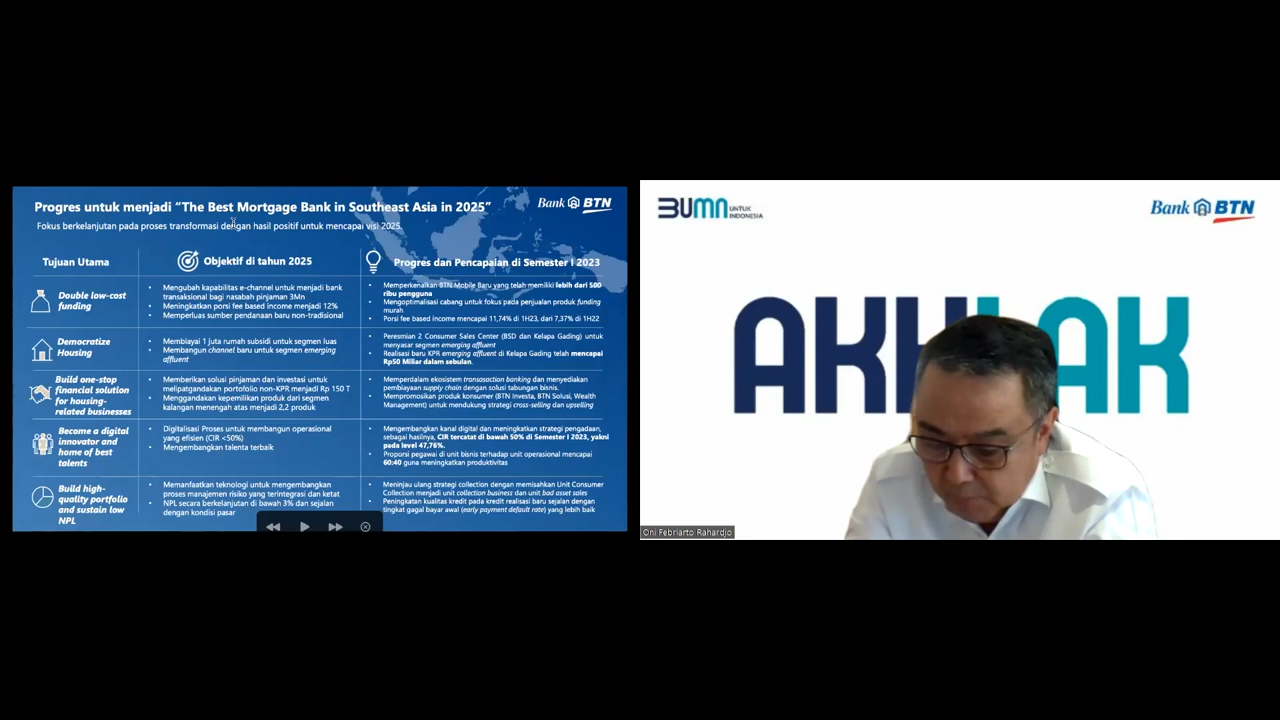 Progres untuk menjadi “The Best Mortgage Bank in Southeast Asia in 2025”
Bank BTN
Fokus berkelanjutan pada proses transformasi dengan hasil positif untuk mencapai visi 2025.
Tujuan Utama
Objektif di tahun 2025
Progres dan Pencapaian di Semester I 2023
Double low-cost
funding
• Mengubah kapabilitas e-channel untuk menjadi bank
transaksional bagi nasabah pinjaman 3Mn
• Meningkatkan porsi fee based income menjadi 12%
• Memperluas sumber pendanaan baru non-tradisional
• Memperkenalkan BTN Mobile Baru yang telah memiliki lebih dari 500
ribu pengguna
• Mengoptimalisasi cabang untuk fokus pada penjualan produk funding
murah
• Porsi fee based income mencapai 11,74% di 1H23, dari 7,37% di 1H22
Democratize
Housing
• Membiayai 1 juta rumah subsidi untuk segmen luas
• Membangun channel baru untuk segmen emerging
affluent
• Peresmian 2 Consumer Sales Center (BSD dan Kelapa Gading) untuk
menyasar segmen emerging affluent
• Realisasi baru KPR emerging affluent di Kelapa Gading telah mencapai
Rp50 Miliar dalam sebulan.
Build one-stop
financial solution
for housing-
related businesses
• Memberikan solusi pinjaman dan investasi untuk
melipatgandakan portofolio non-KPR menjadi Rp 150 T
• Menggandakan kepemilikan produk dari segmen
kalangan menengah atas menjadi 2,2 produk
• Memperdalam ekosistem transasaction banking dan menyediakan
pembiayaan supply chain dengan solusi tabungan bisnis.
• Mempromosikan produk konsumer (BTN Investa, BTN Solusi, Wealth
Management) untuk mendukung strategi cross-selling dan upselling
Become a digital
innovator and
home of best
talents
• Digitalisasi Proses untuk membangun operasional
yang efisien (CIR <50%)
• Mengembangkan talenta terbaik
• Mengembangkan kanal digital dan meningkatkan strategi pengadaan,
sebagai hasilnya, CIR tercatat di bawah 50% di Semester I 2023, yakni
pada level 47,76%.
• Proporsi pegawai di unit bisnis terhadap unit operasional mencapai
60:40 guna meningkatkan produktivitas
Build high-
quality portfolio
and sustain low
NPL
• Memanfaatkan teknologi untuk mengembangkan
proses manajemen risiko yang terintegrasi dan ketat
• NPL secara berkelanjutan di bawah 3% dan sejalan
dengan kondisi pasar
• Meninjau ulang strategi collection dengan memisahkan Unit Consumer
Collection menjadi unit collection business dan unit bad asset sales
• Peningkatan kualitas kredit pada kredit realisasi baru sejalan dengan
tingkat gagal bayar awal (early payment default rate) yang lebih baik
BUMN UNTUK
INDONESIA
Bank BTN
AKHLAK
Oni Febriarto Rahardjo